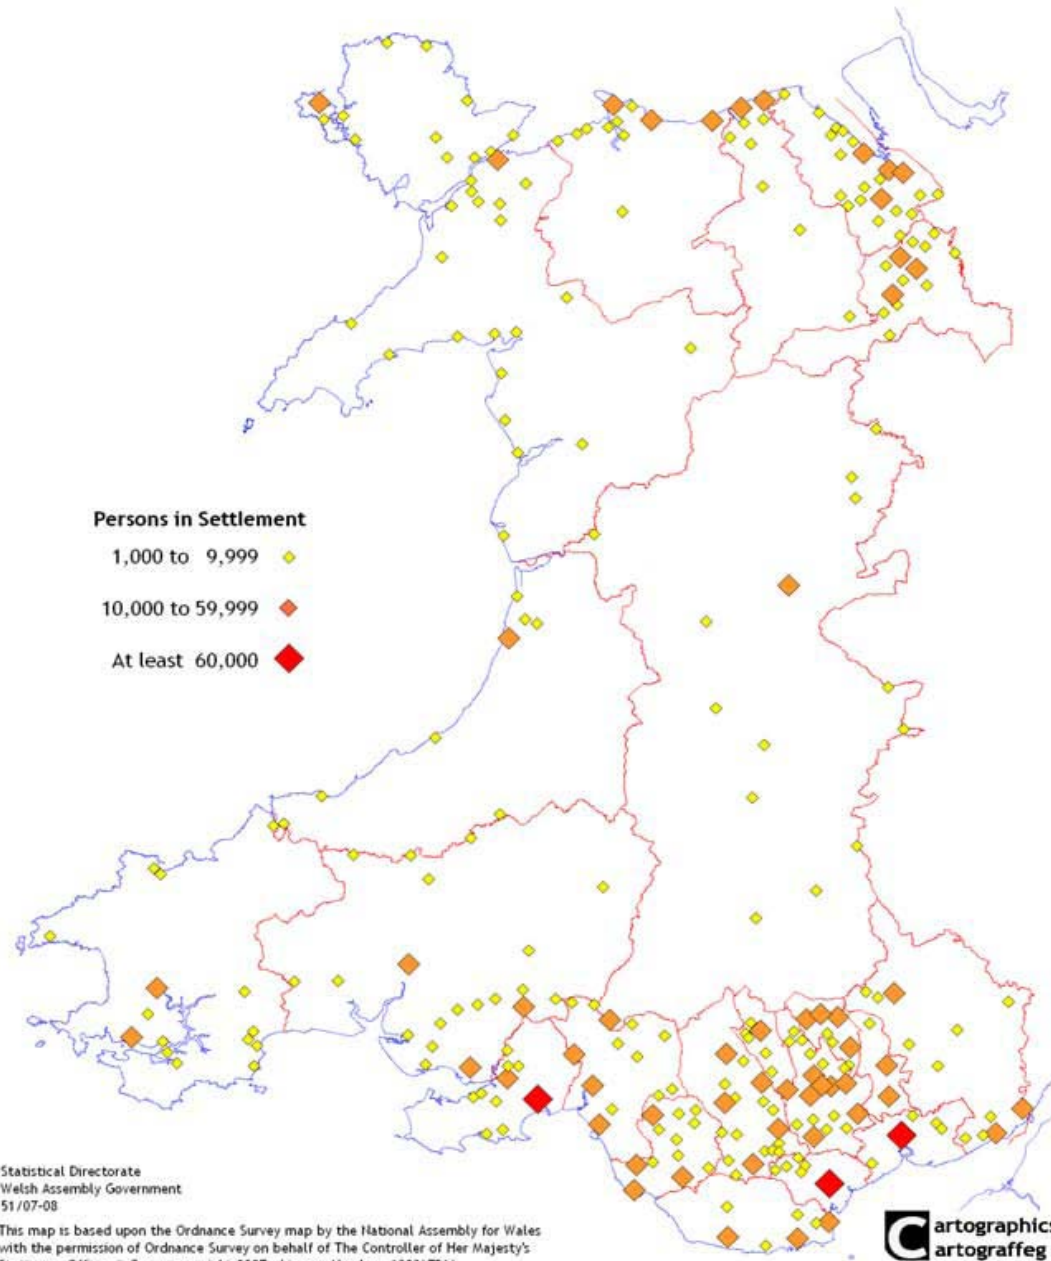 Persons in Settlement
1,000 to 9,999
10,000 to 59,999
At least 60,000
Statistical Directorate
Welsh Assembly Government
51/07-08
This map is based upon the Ordnance Survey map by the National Assembly for Wales
with the permission of Ordnance Survey on behalf of The Controller of Her Majesty's
C artographics
artograffeg